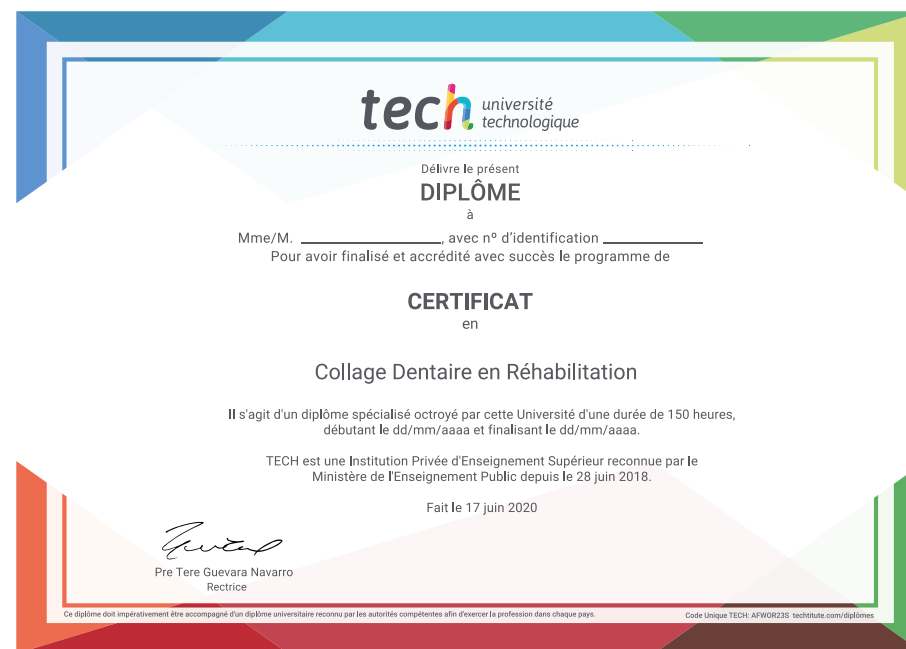 tech université
technologique
Délivre le présent
DIPLÔME
à
Mme/M. ____________________, avec nº d'identification ______________
Pour avoir finalisé et accrédité avec succès le programme de
CERTIFICAT
en
Collage Dentaire en Réhabilitation
Il s'agit d'un diplôme spécialisé octroyé par cette Université d'une durée de 150 heures,
débutant le dd/mm/aaaa et finalisant le dd/mm/aaaa.
TECH est une Institution Privée d'Enseignement Supérieur reconnue par le
Ministère de l'Enseignement Public depuis le 28 juin 2018.
Fait le 17 juin 2020
Pre Tere Guevara Navarro
Rectrice
Ce diplôme doit impérativement être accompagné d'un diplôme universitaire reconnu par les autorités compétentes afin d'exercer la profession dans chaque pays.
Code Unique TECH: AFWOR23S techtitute.com/diplômes